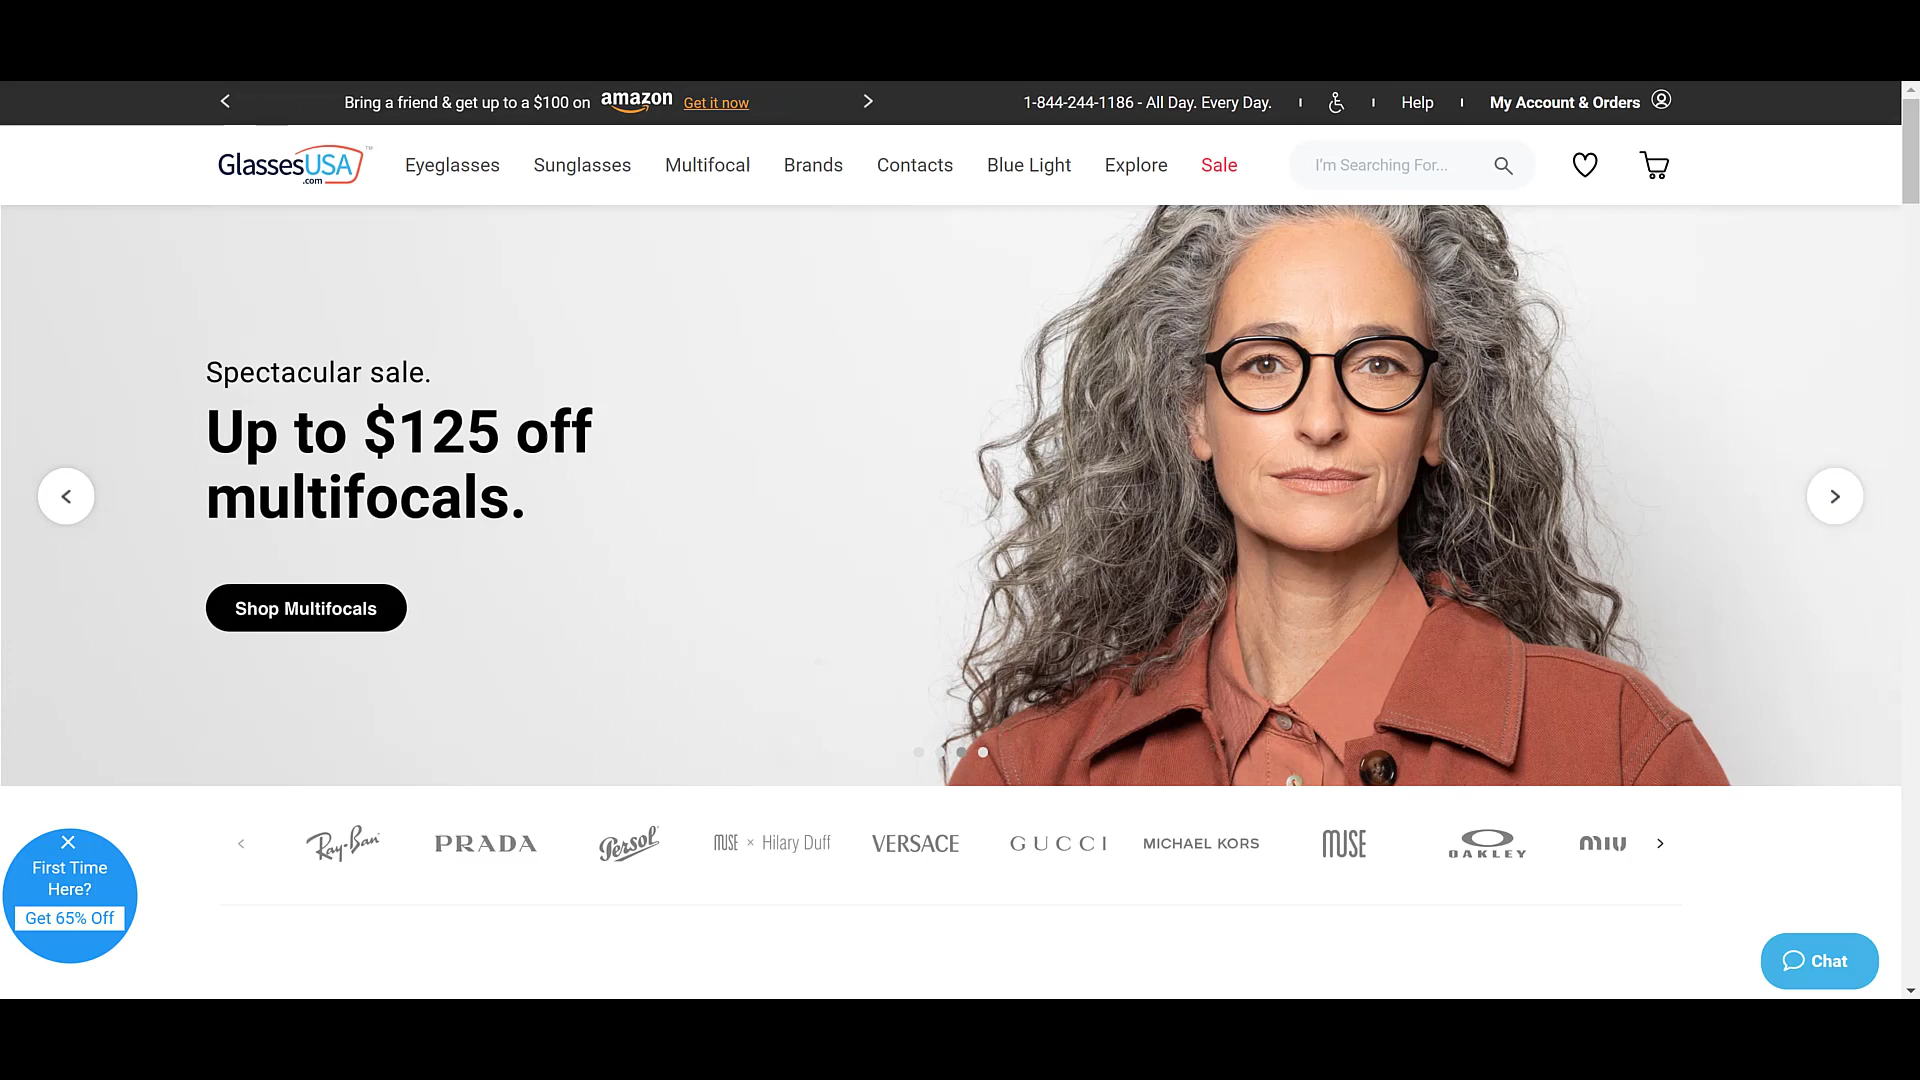 Bring a friend & get up to a $100 on amazon Get it now
1-844-244-1186 - All Day. Every Day. Help My Account & Orders
GlassesUSA™
.com
Eyeglasses Sunglasses Multifocal Brands Contacts Blue Light Explore Sale I'm Searching For...
Spectacular sale.
Up to $125 off
multifocals.
Shop Multifocals
Ray-Ban PRADA Persol MUSE × Hilary Duff VERSACE GUCCI MICHAEL KORS MUSE OAKLEY MIU
First Time
Here?
Get 65% Off
Chat